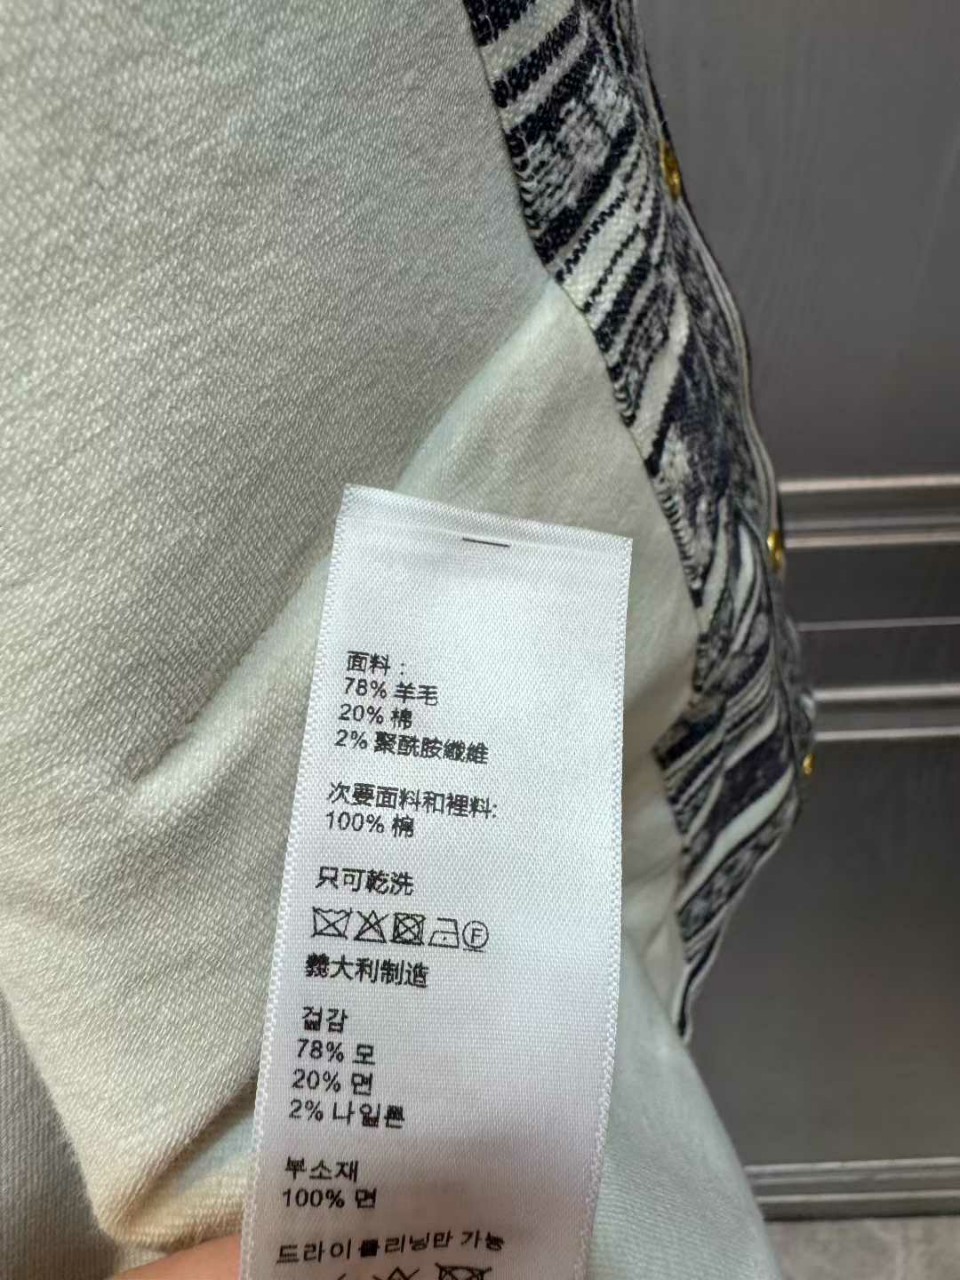 面料：
78% 羊毛
20% 棉
2% 聚酰胺纖維
次要面料和裡料:
100% 棉
只可乾洗
F
義大利制造
겉감
78% 모
20% 면
2% 나일론
부소재
100% 면
드라이클리닝만 가능